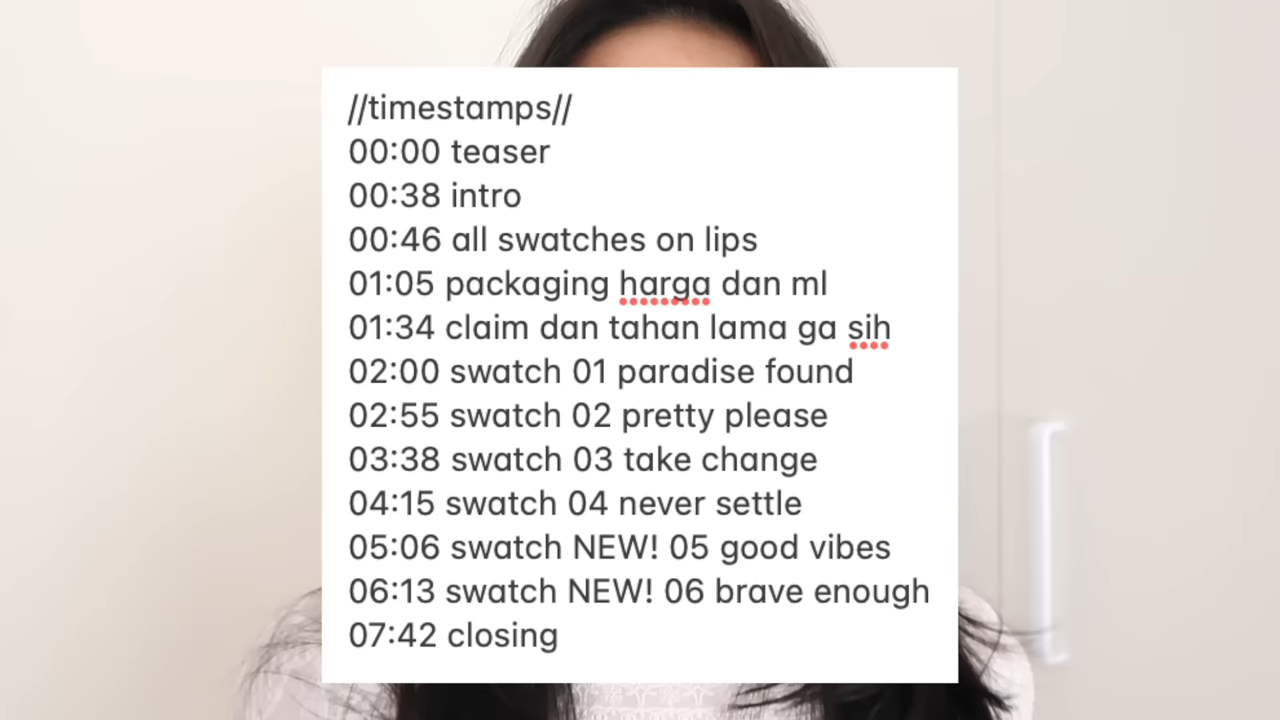 //timestamps//
00:00 teaser
00:38 intro
00:46 all swatches on lips
01:05 packaging harga dan ml
01:34 claim dan tahan lama ga sih
02:00 swatch 01 paradise found
02:55 swatch 02 pretty please
03:38 swatch 03 take change
04:15 swatch 04 never settle
05:06 swatch NEW! 05 good vibes
06:13 swatch NEW! 06 brave enough
07:42 closing